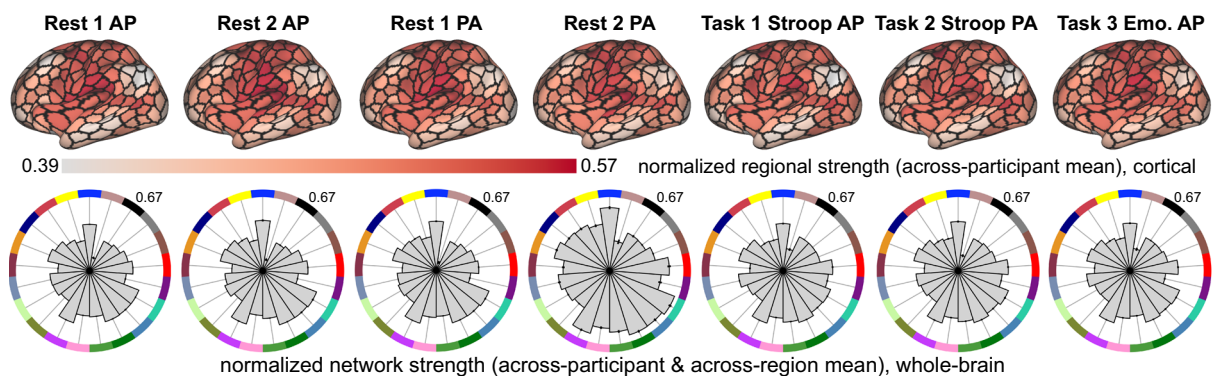 Rest 1 AP Rest 2 AP Rest 1 PA Rest 2 PA Task 1 Stroop AP Task 2 Stroop PA Task 3 Emo. AP
0.39 0.57 normalized regional strength (across-participant mean), cortical
0.67 0.67 0.67 0.67 0.67 0.67 0.67
normalized network strength (across-participant & across-region mean), whole-brain